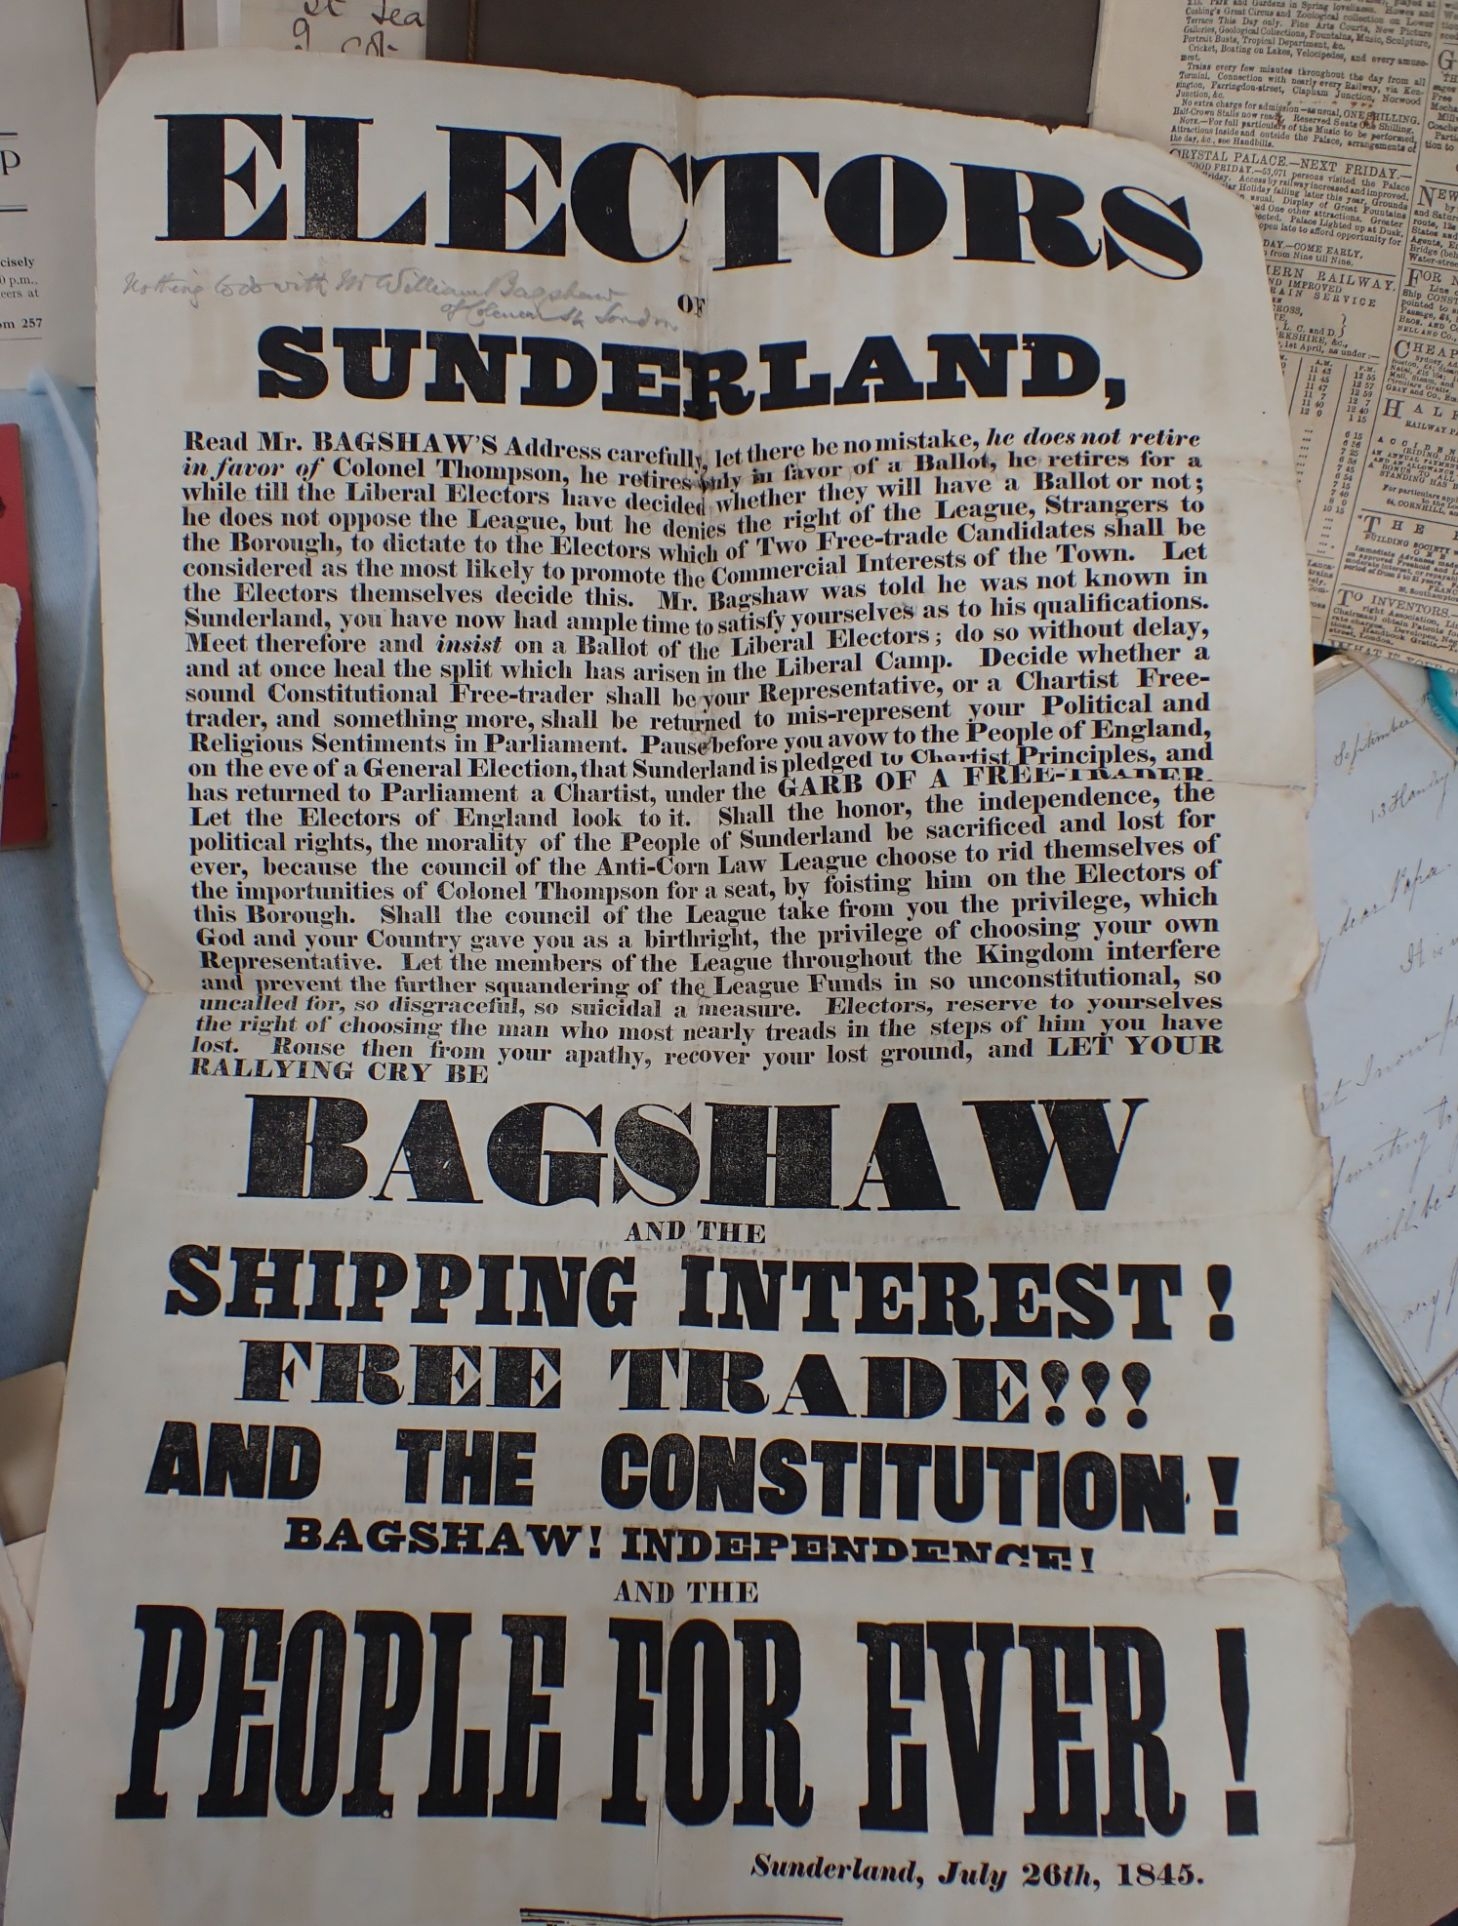 ELECTORS
Nothing to do with Mr William Bagshaw
of London
OF
SUNDERLAND,
Read Mr. BAGSHAW'S Address carefully, let there be no mistake, he does not retire
in favor of Colonel Thompson, he retires only in favor of a Ballot, he retires for a
while till the Liberal Electors have decided whether they will have a Ballot or not;
he does not oppose the League, but he denies the right of the League, Strangers to
the Borough, to dictate to the Electors which of Two Free-trade Candidates shall be
considered as the most likely to promote the Commercial Interests of the Town. Let
the Electors themselves decide this. Mr. Bagshaw was told he was not known in
Sunderland, you have now had ample time to satisfy yourselves as to his qualifications.
Meet therefore and insist on a Ballot of the Liberal Electors; do so without delay,
and at once heal the split which has arisen in the Liberal Camp. Decide whether a
sound Constitutional Free-trader shall be your Representative, or a Chartist Free-
trader, and something more, shall be returned to mis-represent your Political and
Religious Sentiments in Parliament. Pause before you avow to the People of England,
on the eve of a General Election, that Sunderland is pledged to Chartist Principles, and
has returned to Parliament a Chartist, under the GARB OF A FREE-TRADER.
Let the Electors of England look to it. Shall the honor, the independence, the
political rights, the morality of the People of Sunderland be sacrificed and lost for
ever, because the council of the Anti-Corn Law League choose to rid themselves of
the importunities of Colonel Thompson for a seat, by foisting him on the Electors of
this Borough. Shall the council of the League take from you the privilege, which
God and your Country gave you as a birthright, the privilege of choosing your own
Representative. Let the members of the League throughout the Kingdom interfere
and prevent the further squandering of the League Funds in so unconstitutional, so
uncalled for, so disgraceful, so suicidal a measure. Electors, reserve to yourselves
the right of choosing the man who most nearly treads in the steps of him you have
lost. Rouse then from your apathy, recover your lost ground, and LET YOUR
RALLYING CRY BE
BAGSHAW
AND THE
SHIPPING INTEREST!
FREE TRADE!!!
AND THE CONSTITUTION!
BAGSHAW! INDEPENDENCE!
AND THE
PEOPLE FOR EVER!
Sunderland, July 26th, 1845.
CRYSTAL PALACE.—NEXT FRIDAY.—
DAY.—COME EARLY,
from Nine till Nine.
TO INVENTORS.—
September
dear Papa